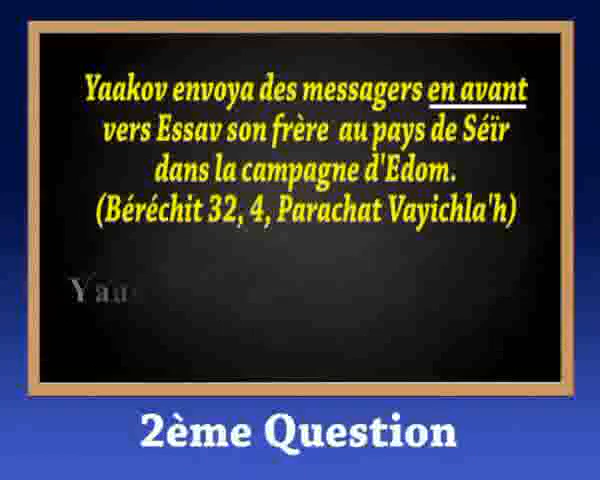 Yaakov envoya des messagers en avant
vers Essav son frère au pays de Séïr
dans la campagne d'Edom.
(Béréchit 32, 4, Parachat Vayichla'h)
2ème Question